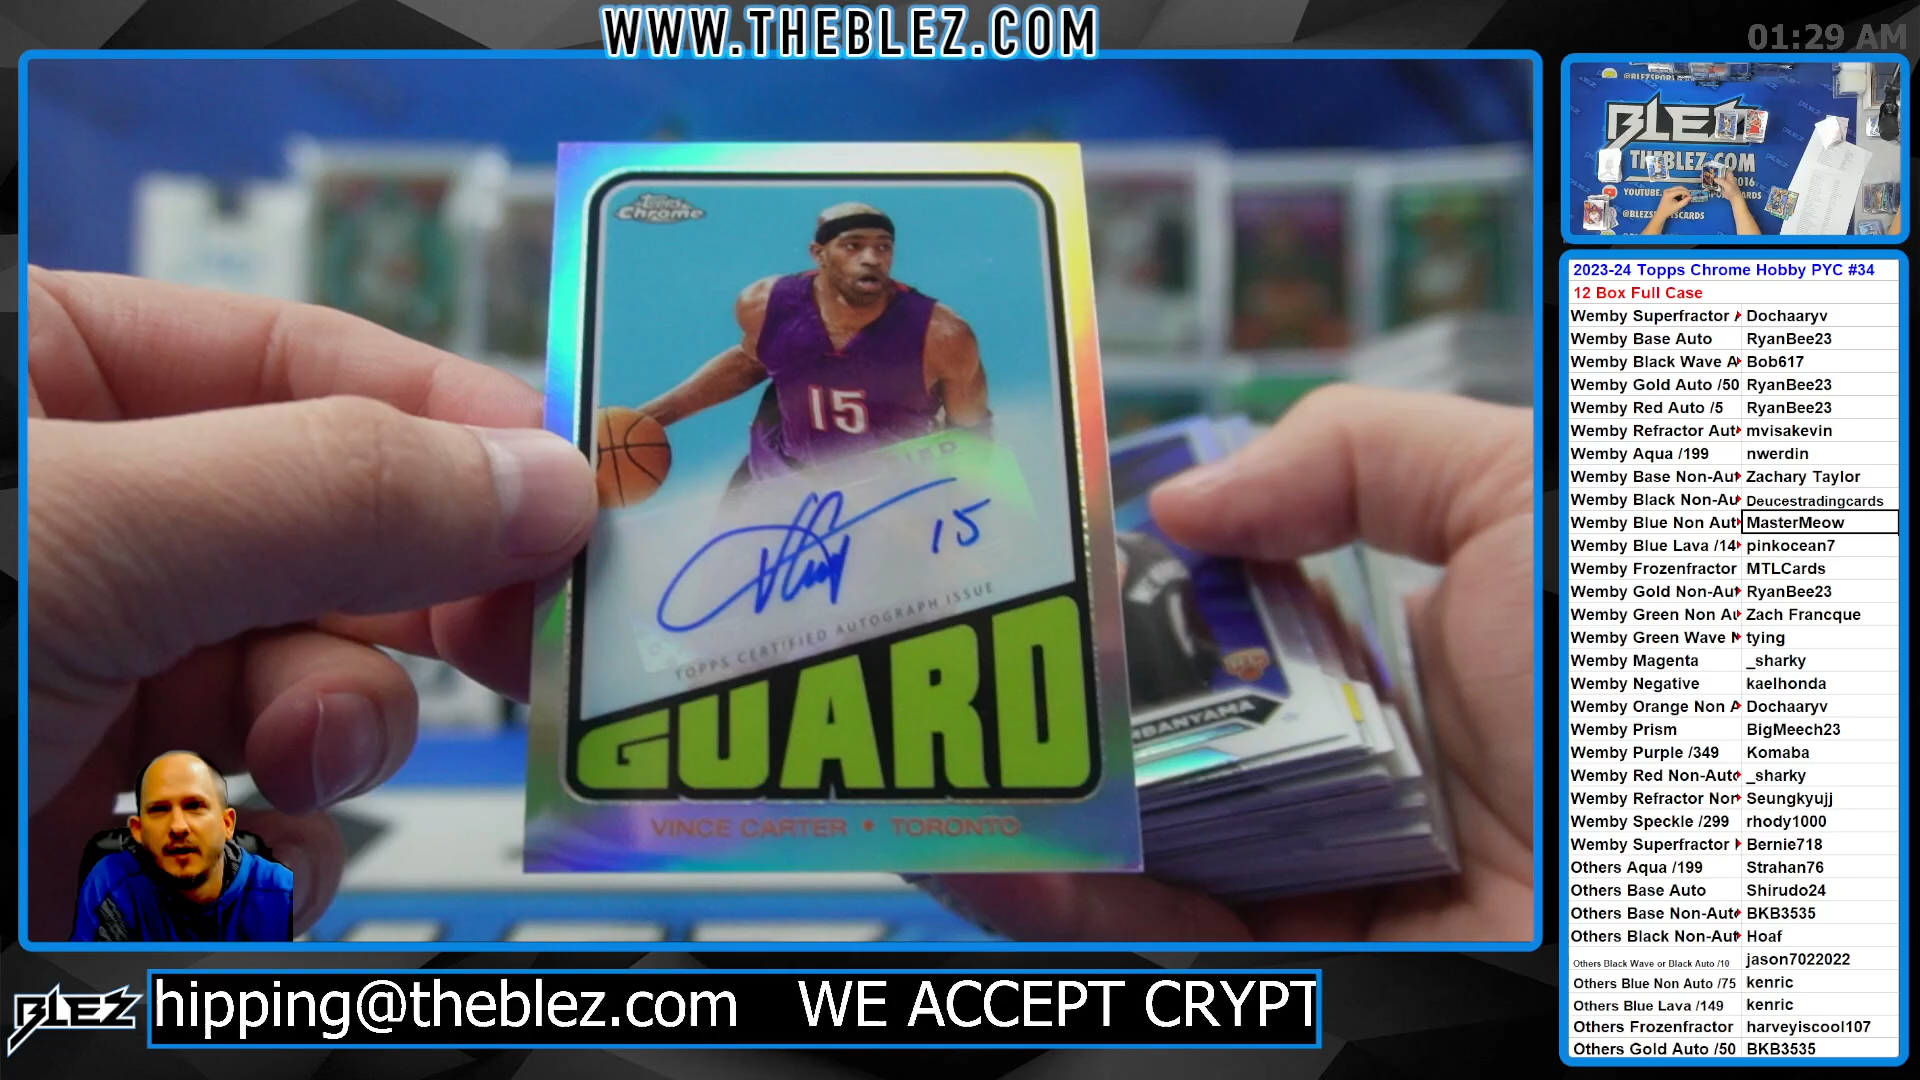 WWW.THEBLEZ.COM
01:29 AM
Topps
Chrome
15
15
TOPPS CERTIFIED AUTOGRAPH ISSUE
GUARD
VINCE CARTER • TORONTO
BANYAMA
BLEZ
THEBLEZ.COM
@BLEZSPORTSCARDS
2023-24 Topps Chrome Hobby PYC #34
12 Box Full Case
Wemby Superfractor A Dochaaryv
Wemby Base Auto RyanBee23
Wemby Black Wave A Bob617
Wemby Gold Auto /50 RyanBee23
Wemby Red Auto /5 RyanBee23
Wemby Refractor Aut mvisakevin
Wemby Aqua /199 nwerdin
Wemby Base Non-Aut Zachary Taylor
Wemby Black Non-Au Deucestradingcards
Wemby Blue Non Aut MasterMeow
Wemby Blue Lava /14 pinkocean7
Wemby Frozenfractor MTLCards
Wemby Gold Non-Aut RyanBee23
Wemby Green Non Au Zach Francque
Wemby Green Wave N tying
Wemby Magenta _sharky
Wemby Negative kaelhonda
Wemby Orange Non A Dochaaryv
Wemby Prism BigMeech23
Wemby Purple /349 Komaba
Wemby Red Non-Auto _sharky
Wemby Refractor Non Seungkyujj
Wemby Speckle /299 rhody1000
Wemby Superfractor N Bernie718
Others Aqua /199 Strahan76
Others Base Auto Shirudo24
Others Base Non-Auto BKB3535
Others Black Non-Aut Hoaf
Others Black Wave or Black Auto /10 jason7022022
Others Blue Non Auto /75 kenric
Others Blue Lava /149 kenric
Others Frozenfractor harveyiscool107
Others Gold Auto /50 BKB3535
BLEZ
hipping@theblez.com WE ACCEPT CRYPT